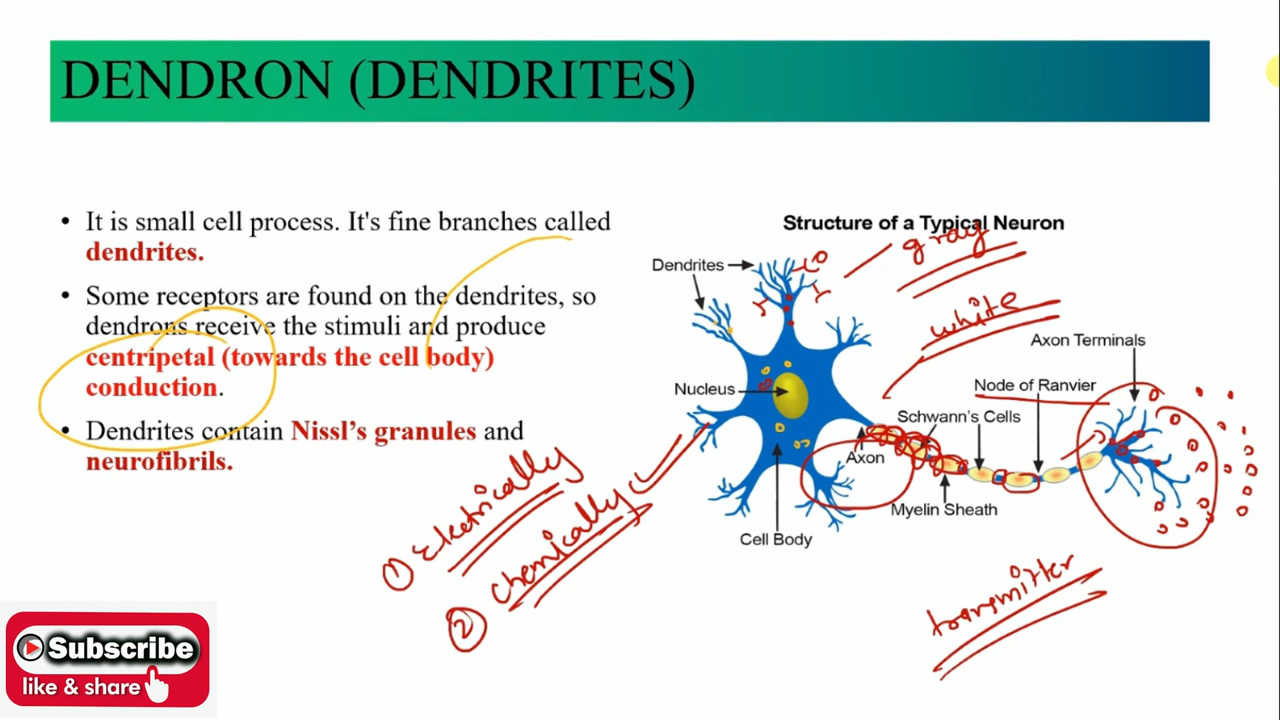 DENDRON (DENDRITES)
• It is small cell process. It's fine branches called
dendrites.
• Some receptors are found on the dendrites, so
dendrons receive the stimuli and produce
centripetal (towards the cell body)
conduction.
• Dendrites contain Nissl's granules and
neurofibrils.
Structure of a Typical Neuron
Dendrites
gray
white
Axon Terminals
Nucleus
Node of Ranvier
Schwann's Cells
Axon
Myelin Sheath
Cell Body
① Electrically
② chemically
transmitter
Subscribe
like & share